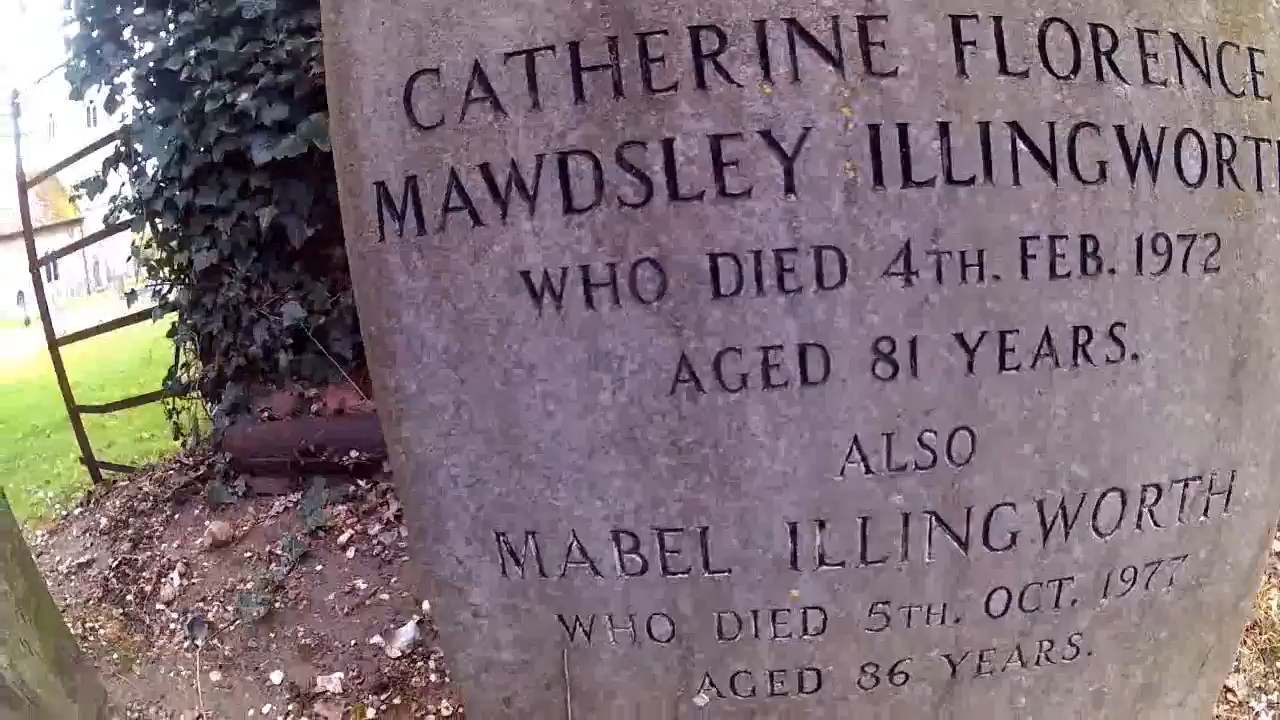 CATHERINE FLORENCE
MAWDSLEY ILLINGWORTH
WHO DIED 4TH. FEB. 1972
AGED 81 YEARS.
ALSO
MABEL ILLINGWORTH
WHO DIED 5TH. OCT. 1977
AGED 86 YEARS.